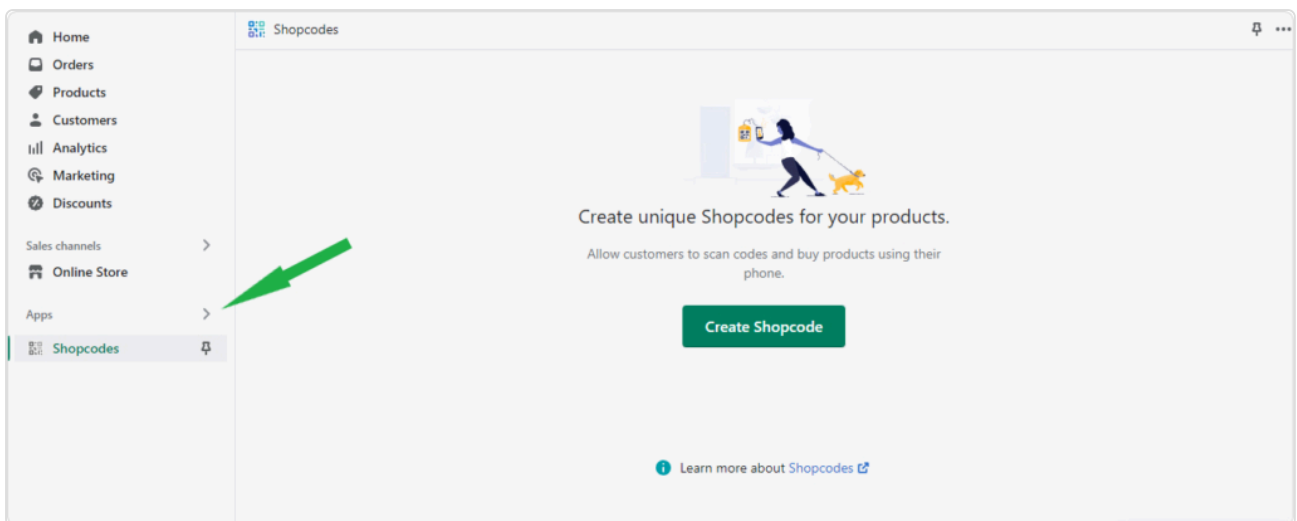 Home
Orders
Products
Customers
Analytics
Marketing
Discounts
Sales channels
Online Store
Apps
Shopcodes
Shopcodes
Create unique Shopcodes for your products.
Allow customers to scan codes and buy products using their
phone.
Create Shopcode
Learn more about Shopcodes